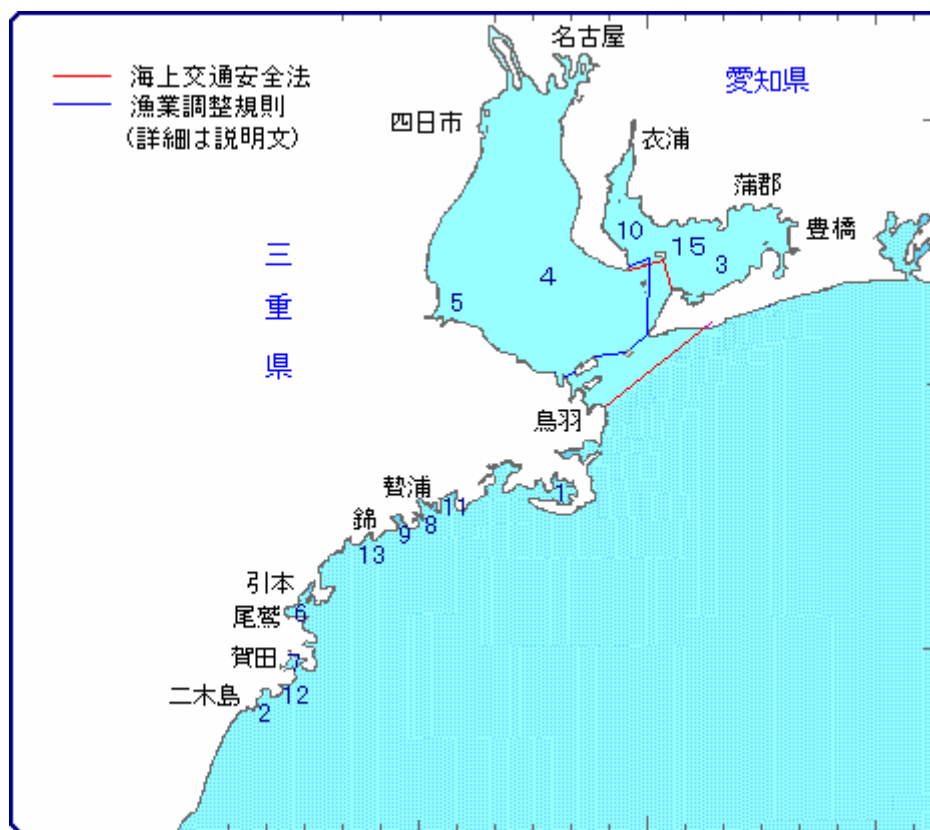 名古屋
海上交通安全法
愛知県
漁業調整規則
四日市
(詳細は説明文)
衣浦
蒲郡
10
豊橋
15
三重県
3
4
5
鳥羽
贄浦
1
11
錦
8
9
13
引本
6
尾鷲
賀田
7
12
二木島
2